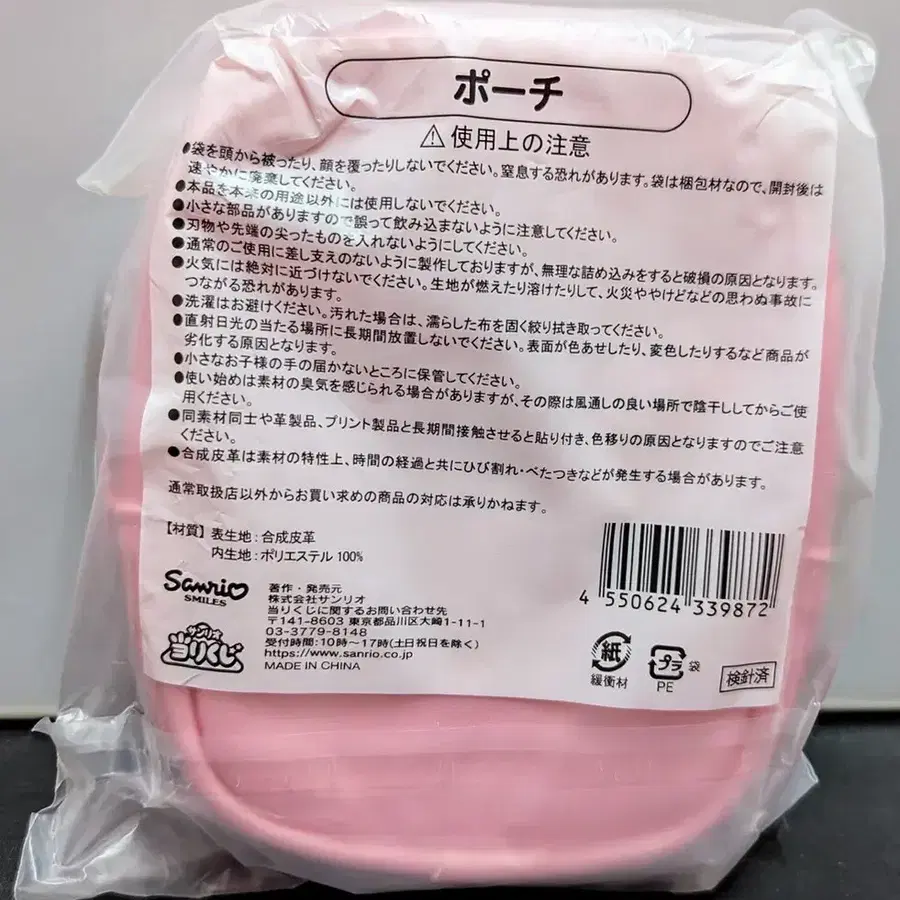 ポーチ
⚠使用上の注意
●袋を頭から被ったり、顔を覆ったりしないでください。窒息する恐れがあります。袋は梱包材なので、開封後は
速やかに廃棄してください。
●本品を本来の用途以外には使用しないでください。
●小さな部品がありますので誤って飲み込まないように注意してください。
●刃物や先端の尖ったものを入れないようにしてください。
●通常のご使用に差し支えのないように製作しておりますが、無理な詰め込みをすると破損の原因となります。
●火気には絶対に近づけないでください。生地が燃えたり溶けたりして、火災ややけどなどの思わぬ事故に
つながる恐れがあります。
●洗濯はお避けください。汚れた場合は、濡らした布を固く絞り拭き取ってください。
●直射日光の当たる場所に長期間放置しないでください。表面が色あせしたり、変色したりするなど商品が
劣化する原因となります。
●小さなお子様の手の届かないところに保管してください。
●使い始めは素材の臭気を感じられる場合がありますが、その際は風通しの良い場所で陰干ししてからご使
用ください。
●同素材同士や革製品、プリント製品と長期間接触させると貼り付き、色移りの原因となりますのでご注意
ください。
●合成皮革は素材の特性上、時間の経過と共にひび割れ・べたつきなどが発生する場合があります。
通常取扱店以外からお買い求めの商品の対応は承りかねます。
【材質】表生地:合成皮革
内生地:ポリエステル 100%
Sanrio
SMILES
サンリオ
当りくじ
著作・発売元
株式会社サンリオ
当りくじに関するお問い合わせ先
〒141-8603 東京都品川区大崎1-11-1
03-3779-8148
受付時間:10時～17時(土日祝日を除く)
https://www.sanrio.co.jp
MADE IN CHINA
4 550624 339872
紙
緩衝材
プラ 袋
PE
検針済